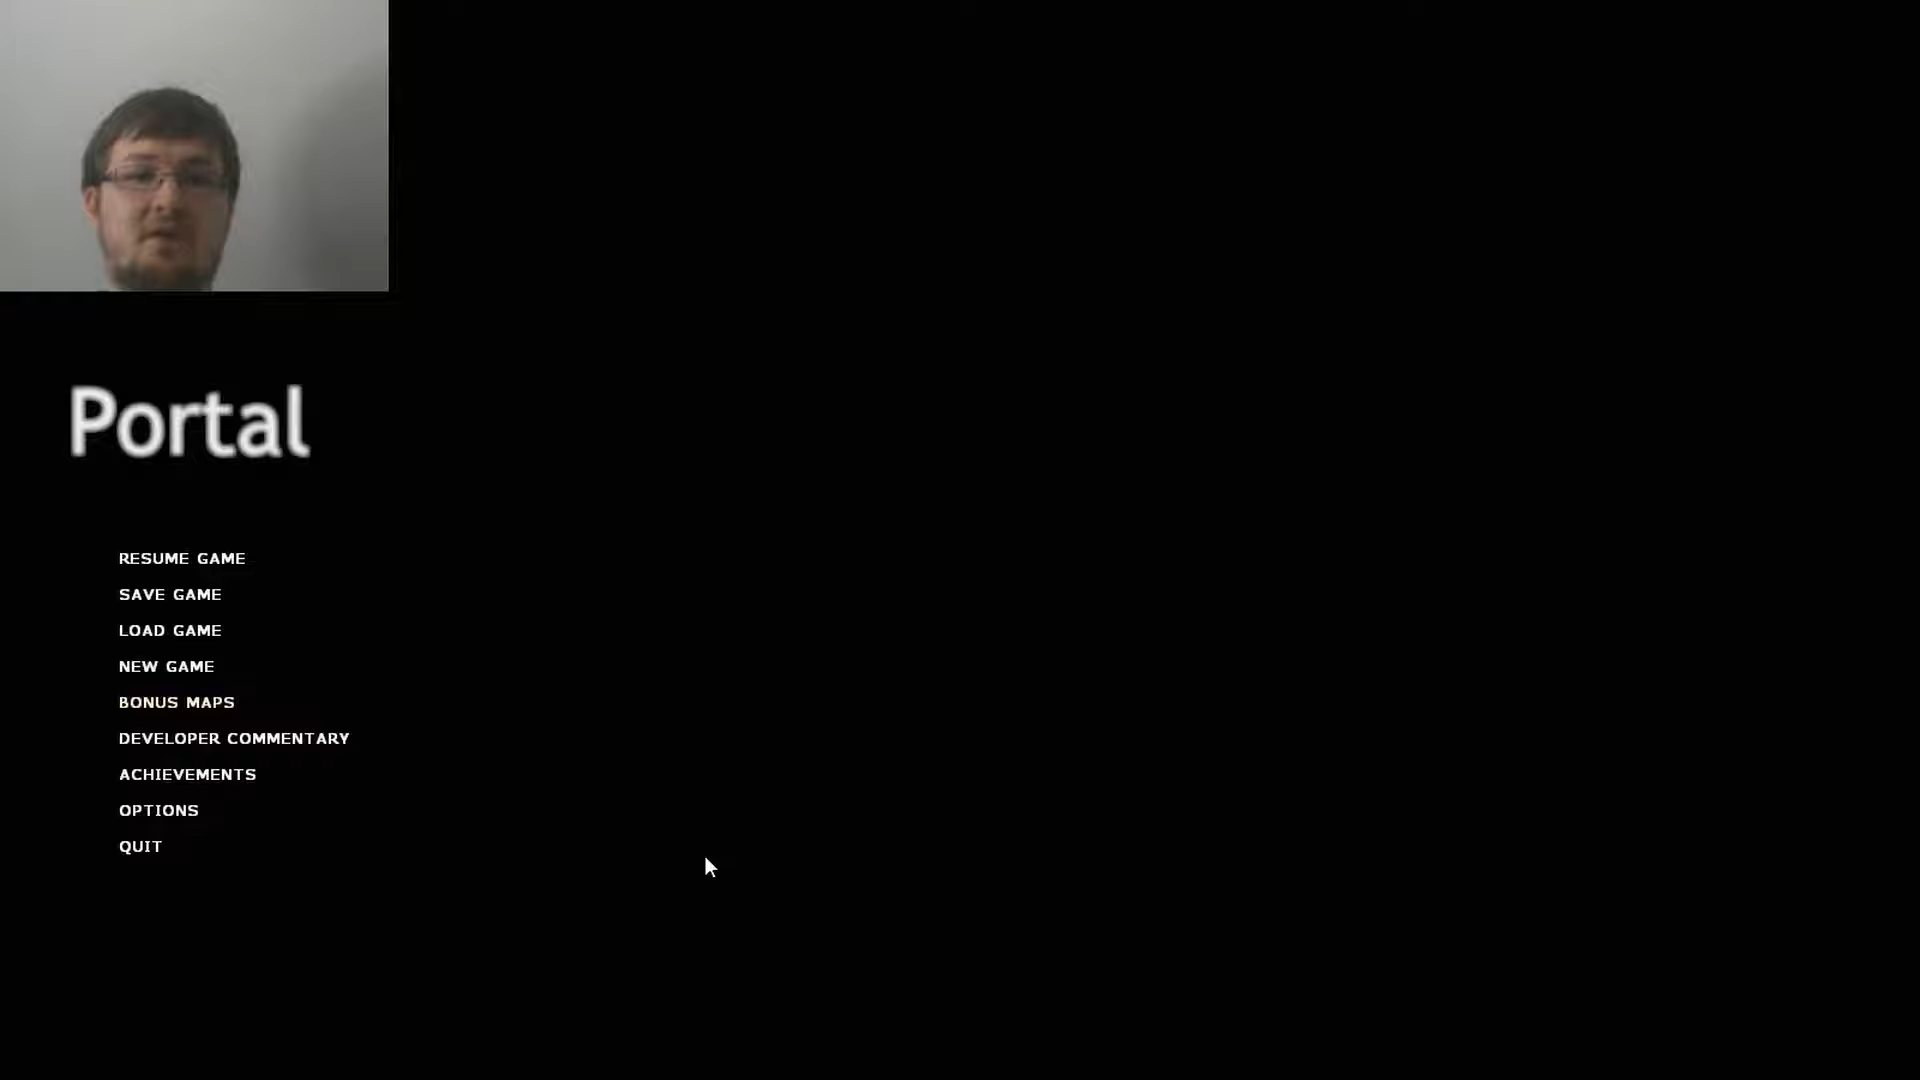 Portal
RESUME GAME
SAVE GAME
LOAD GAME
NEW GAME
BONUS MAPS
DEVELOPER COMMENTARY
ACHIEVEMENTS
OPTIONS
QUIT